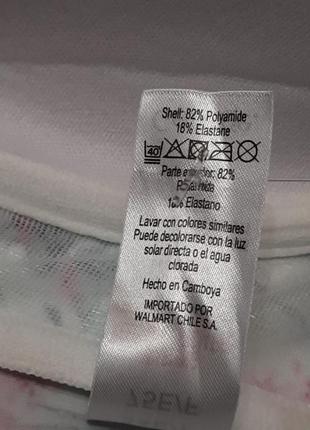 Shell: 82% Polyamide
18% Elastane
40
Parte exterior: 82%
Poliamida
18% Elastano
Lavar con colores similares
Puede decolorarse con la luz
solar directa o el agua
clorada
Hecho en Camboya
IMPORTADO POR
WALMART CHILE S.A.
75E/F